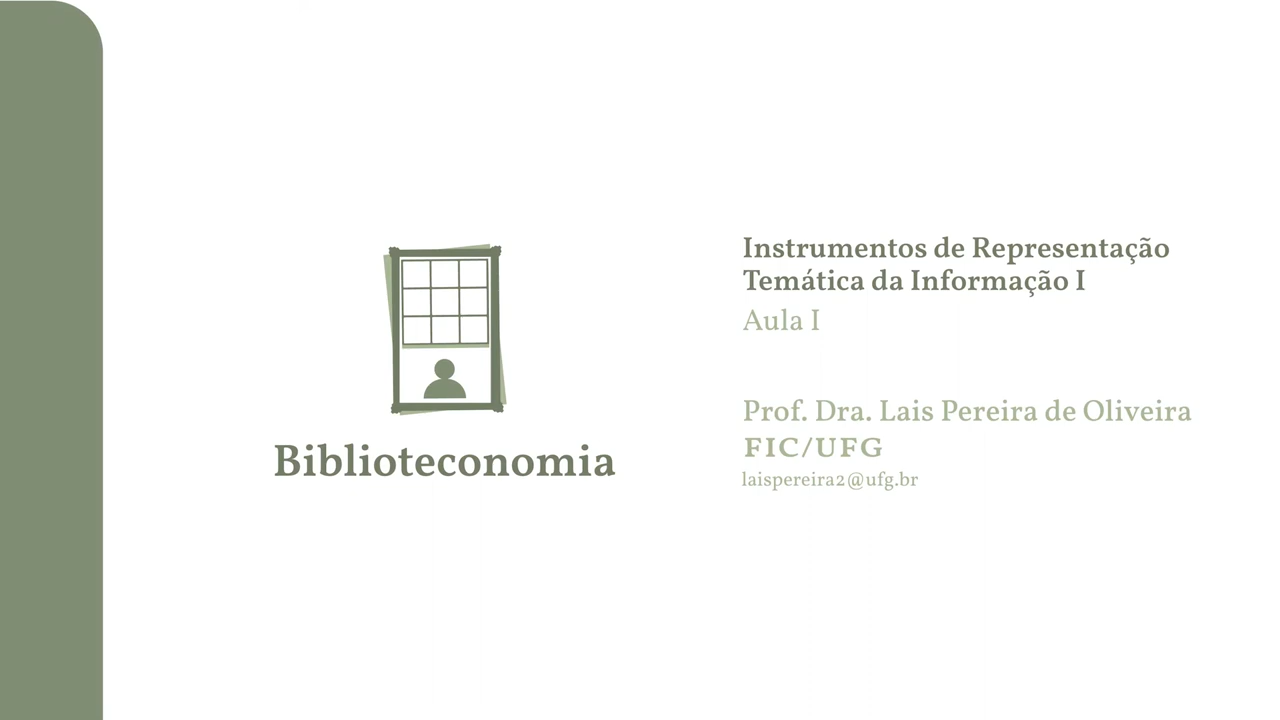 Biblioteconomia
Instrumentos de Representação
Temática da Informação I
Aula I
Prof. Dra. Lais Pereira de Oliveira
FIC/UFG
laispereira2@ufg.br